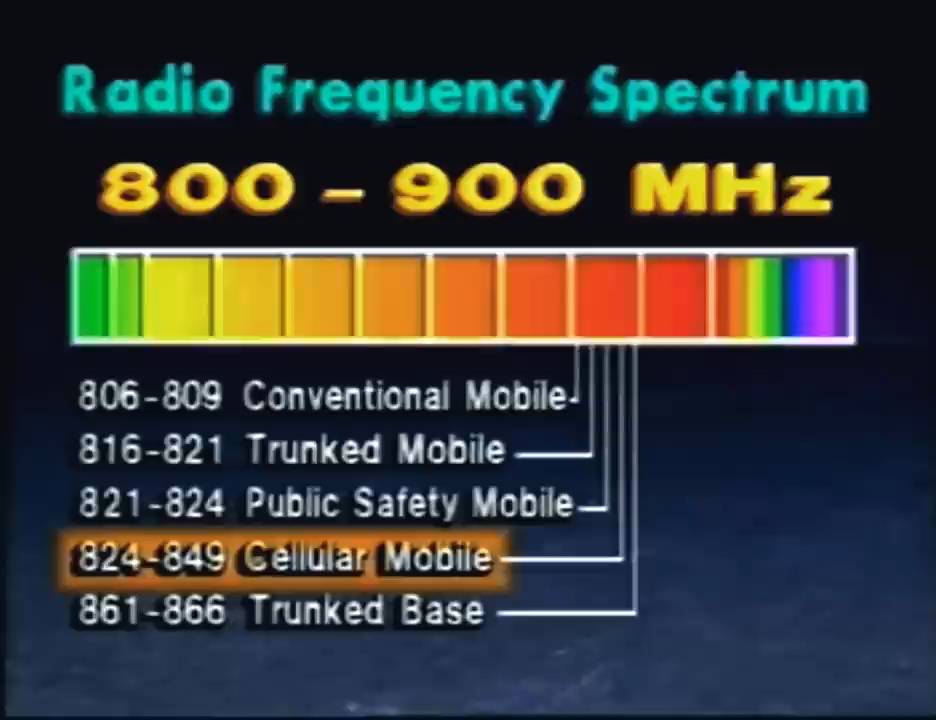 Radio Frequency Spectrum
800 – 900 MHz
806-809 Conventional Mobile
816-821 Trunked Mobile
821-824 Public Safety Mobile
824-849 Cellular Mobile
861-866 Trunked Base